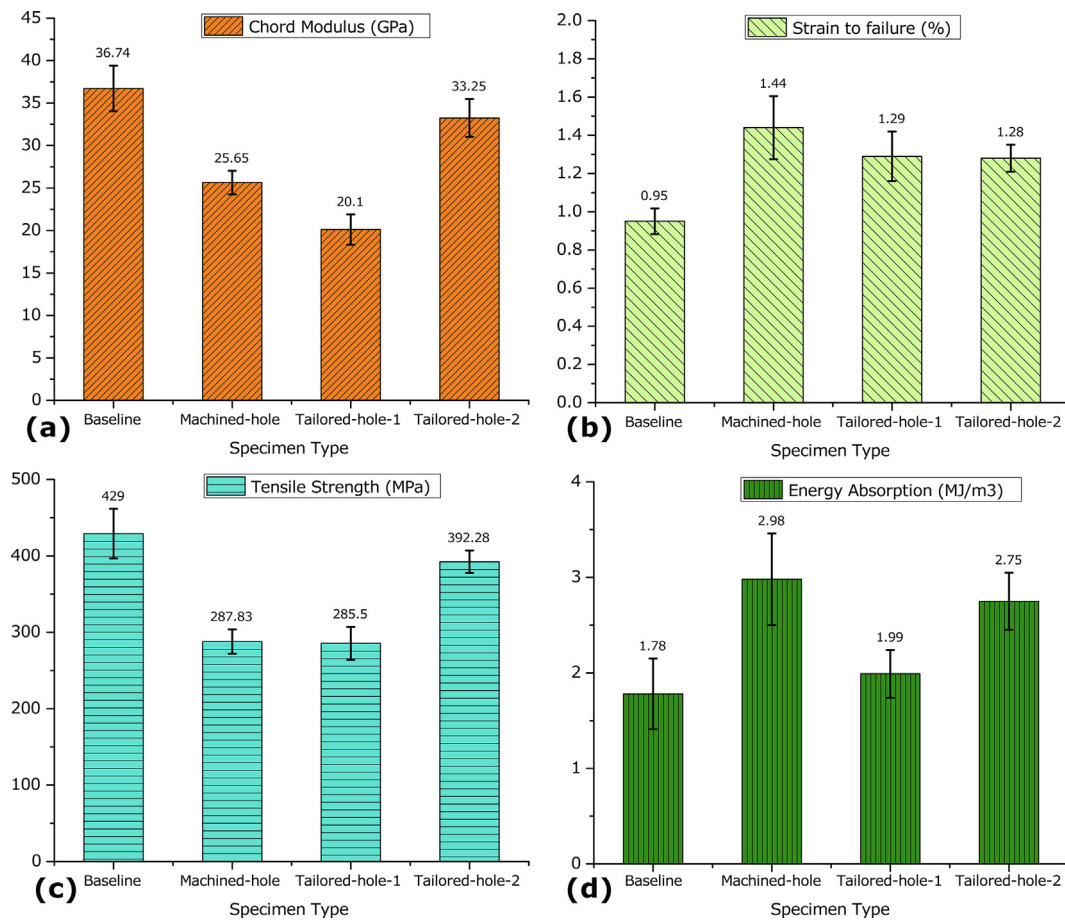 Chord Modulus (GPa)
45
40
35
30
25
20
15
10
5
0
36.74
25.65
20.1
33.25
Baseline
Machined-hole
Tailored-hole-1
Tailored-hole-2
(a)
Specimen Type
Strain to failure (%)
2.0
1.8
1.6
1.4
1.2
1.0
0.8
0.6
0.4
0.2
0.0
0.95
1.44
1.29
1.28
Baseline
Machined-hole
Tailored-hole-1
Tailored-hole-2
(b)
Specimen Type
Tensile Strength (MPa)
500
400
300
200
100
0
429
287.83
285.5
392.28
Baseline
Machined-hole
Tailored-hole-1
Tailored-hole-2
(c)
Specimen Type
Energy Absorption (MJ/m3)
4
3
2
1
0
1.78
2.98
1.99
2.75
Baseline
Machined-hole
Tailored-hole-1
Tailored-hole-2
(d)
Specimen Type